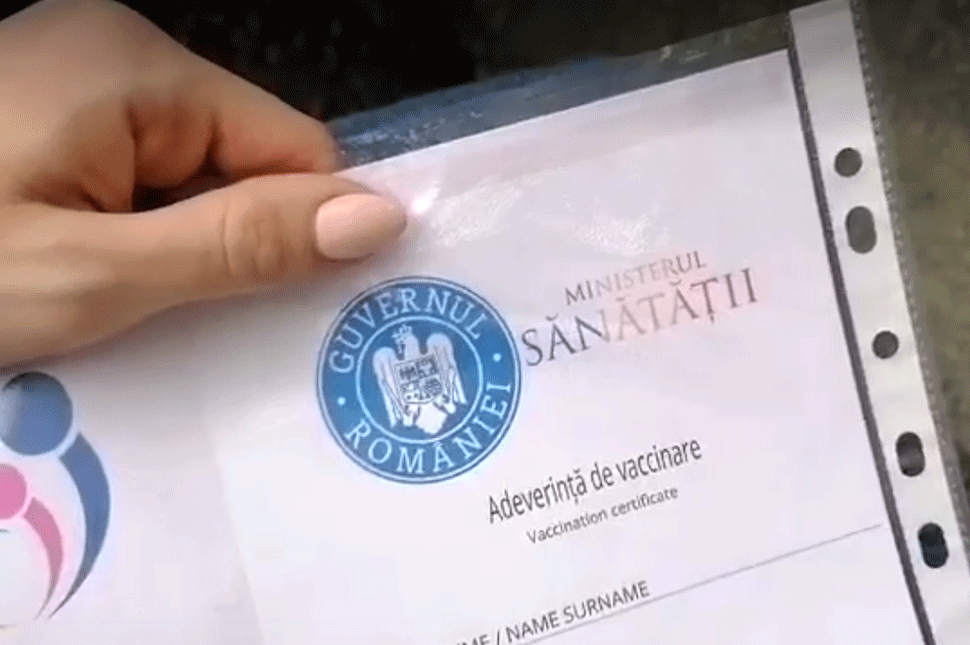 GUVERNUL ROMÂNIEI
MINISTERUL
SĂNĂTĂȚII
Adeverință de vaccinare
Vaccination certificate
/ NAME SURNAME